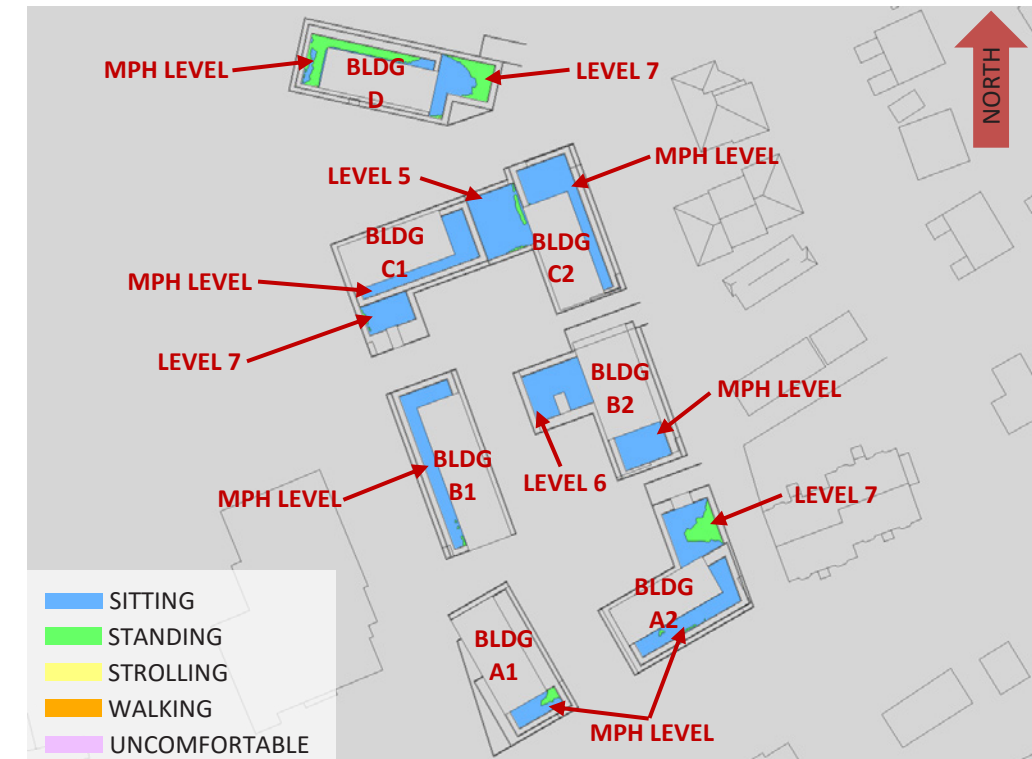 NORTH
MPH LEVEL
BLDG
D
LEVEL 7
LEVEL 5
MPH LEVEL
BLDG
C1
BLDG
C2
MPH LEVEL
LEVEL 7
BLDG
B2
MPH LEVEL
BLDG
B1
MPH LEVEL
LEVEL 6
LEVEL 7
BLDG
A2
BLDG
A1
MPH LEVEL
SITTING
STANDING
STROLLING
WALKING
UNCOMFORTABLE